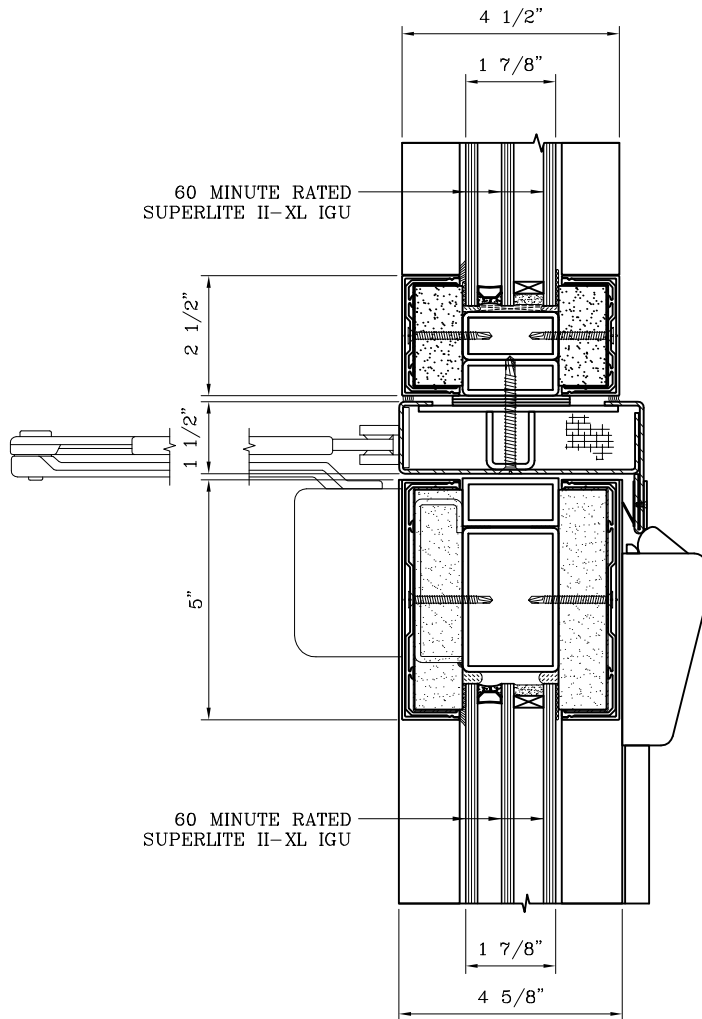 4 1/2"
1 7/8"
60 MINUTE RATED
SUPERLITE II-XL IGU
2 1/2"
1 1/2"
5"
60 MINUTE RATED
SUPERLITE II-XL IGU
1 7/8"
4 5/8"